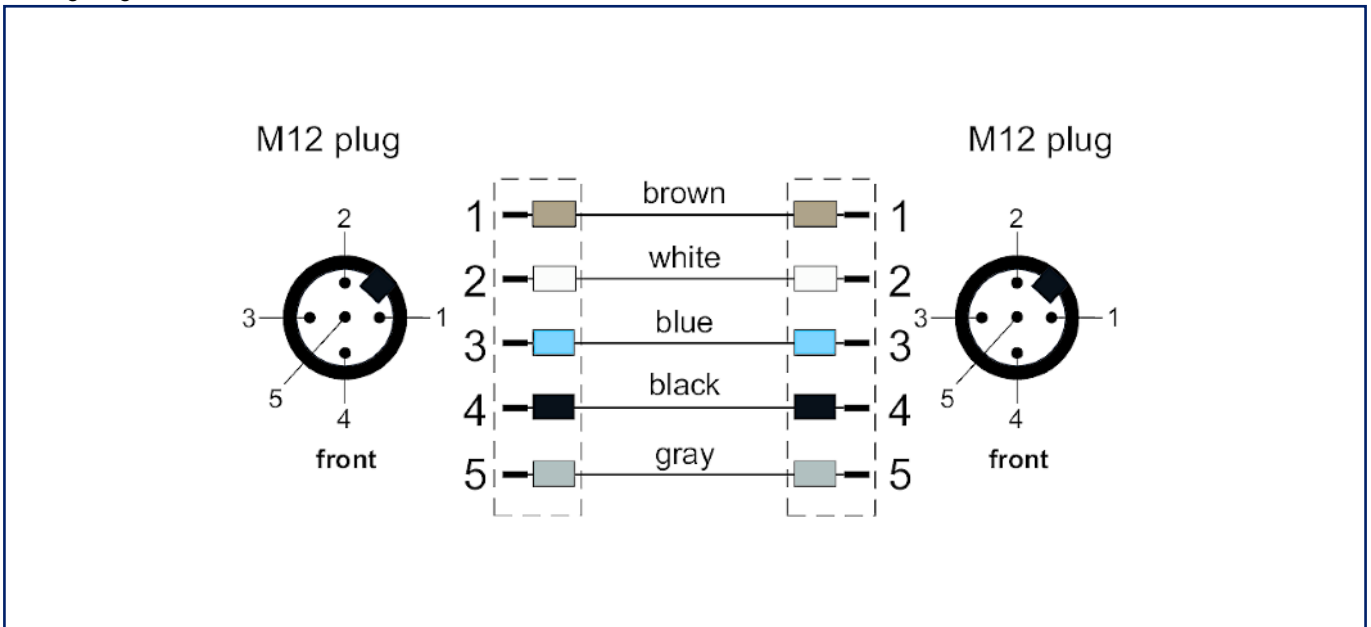 M12 plug
M12 plug
1 brown 1
2 white 2
3 blue 3
4 black 4
5 gray 5
2
3 1
5
4
front
2
3 1
5
4
front